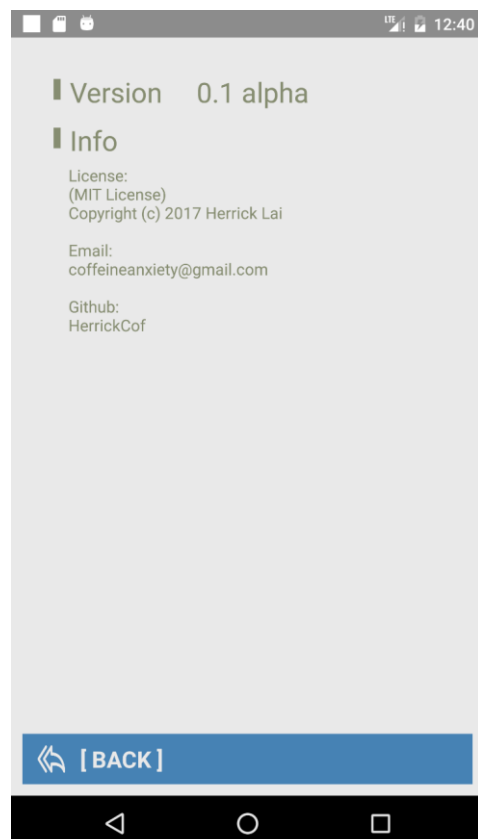 LTE 12:40
Version 0.1 alpha
Info
License:
(MIT License)
Copyright (c) 2017 Herrick Lai
Email:
coffeineanxiety@gmail.com
Github:
HerrickCof
[ BACK ]